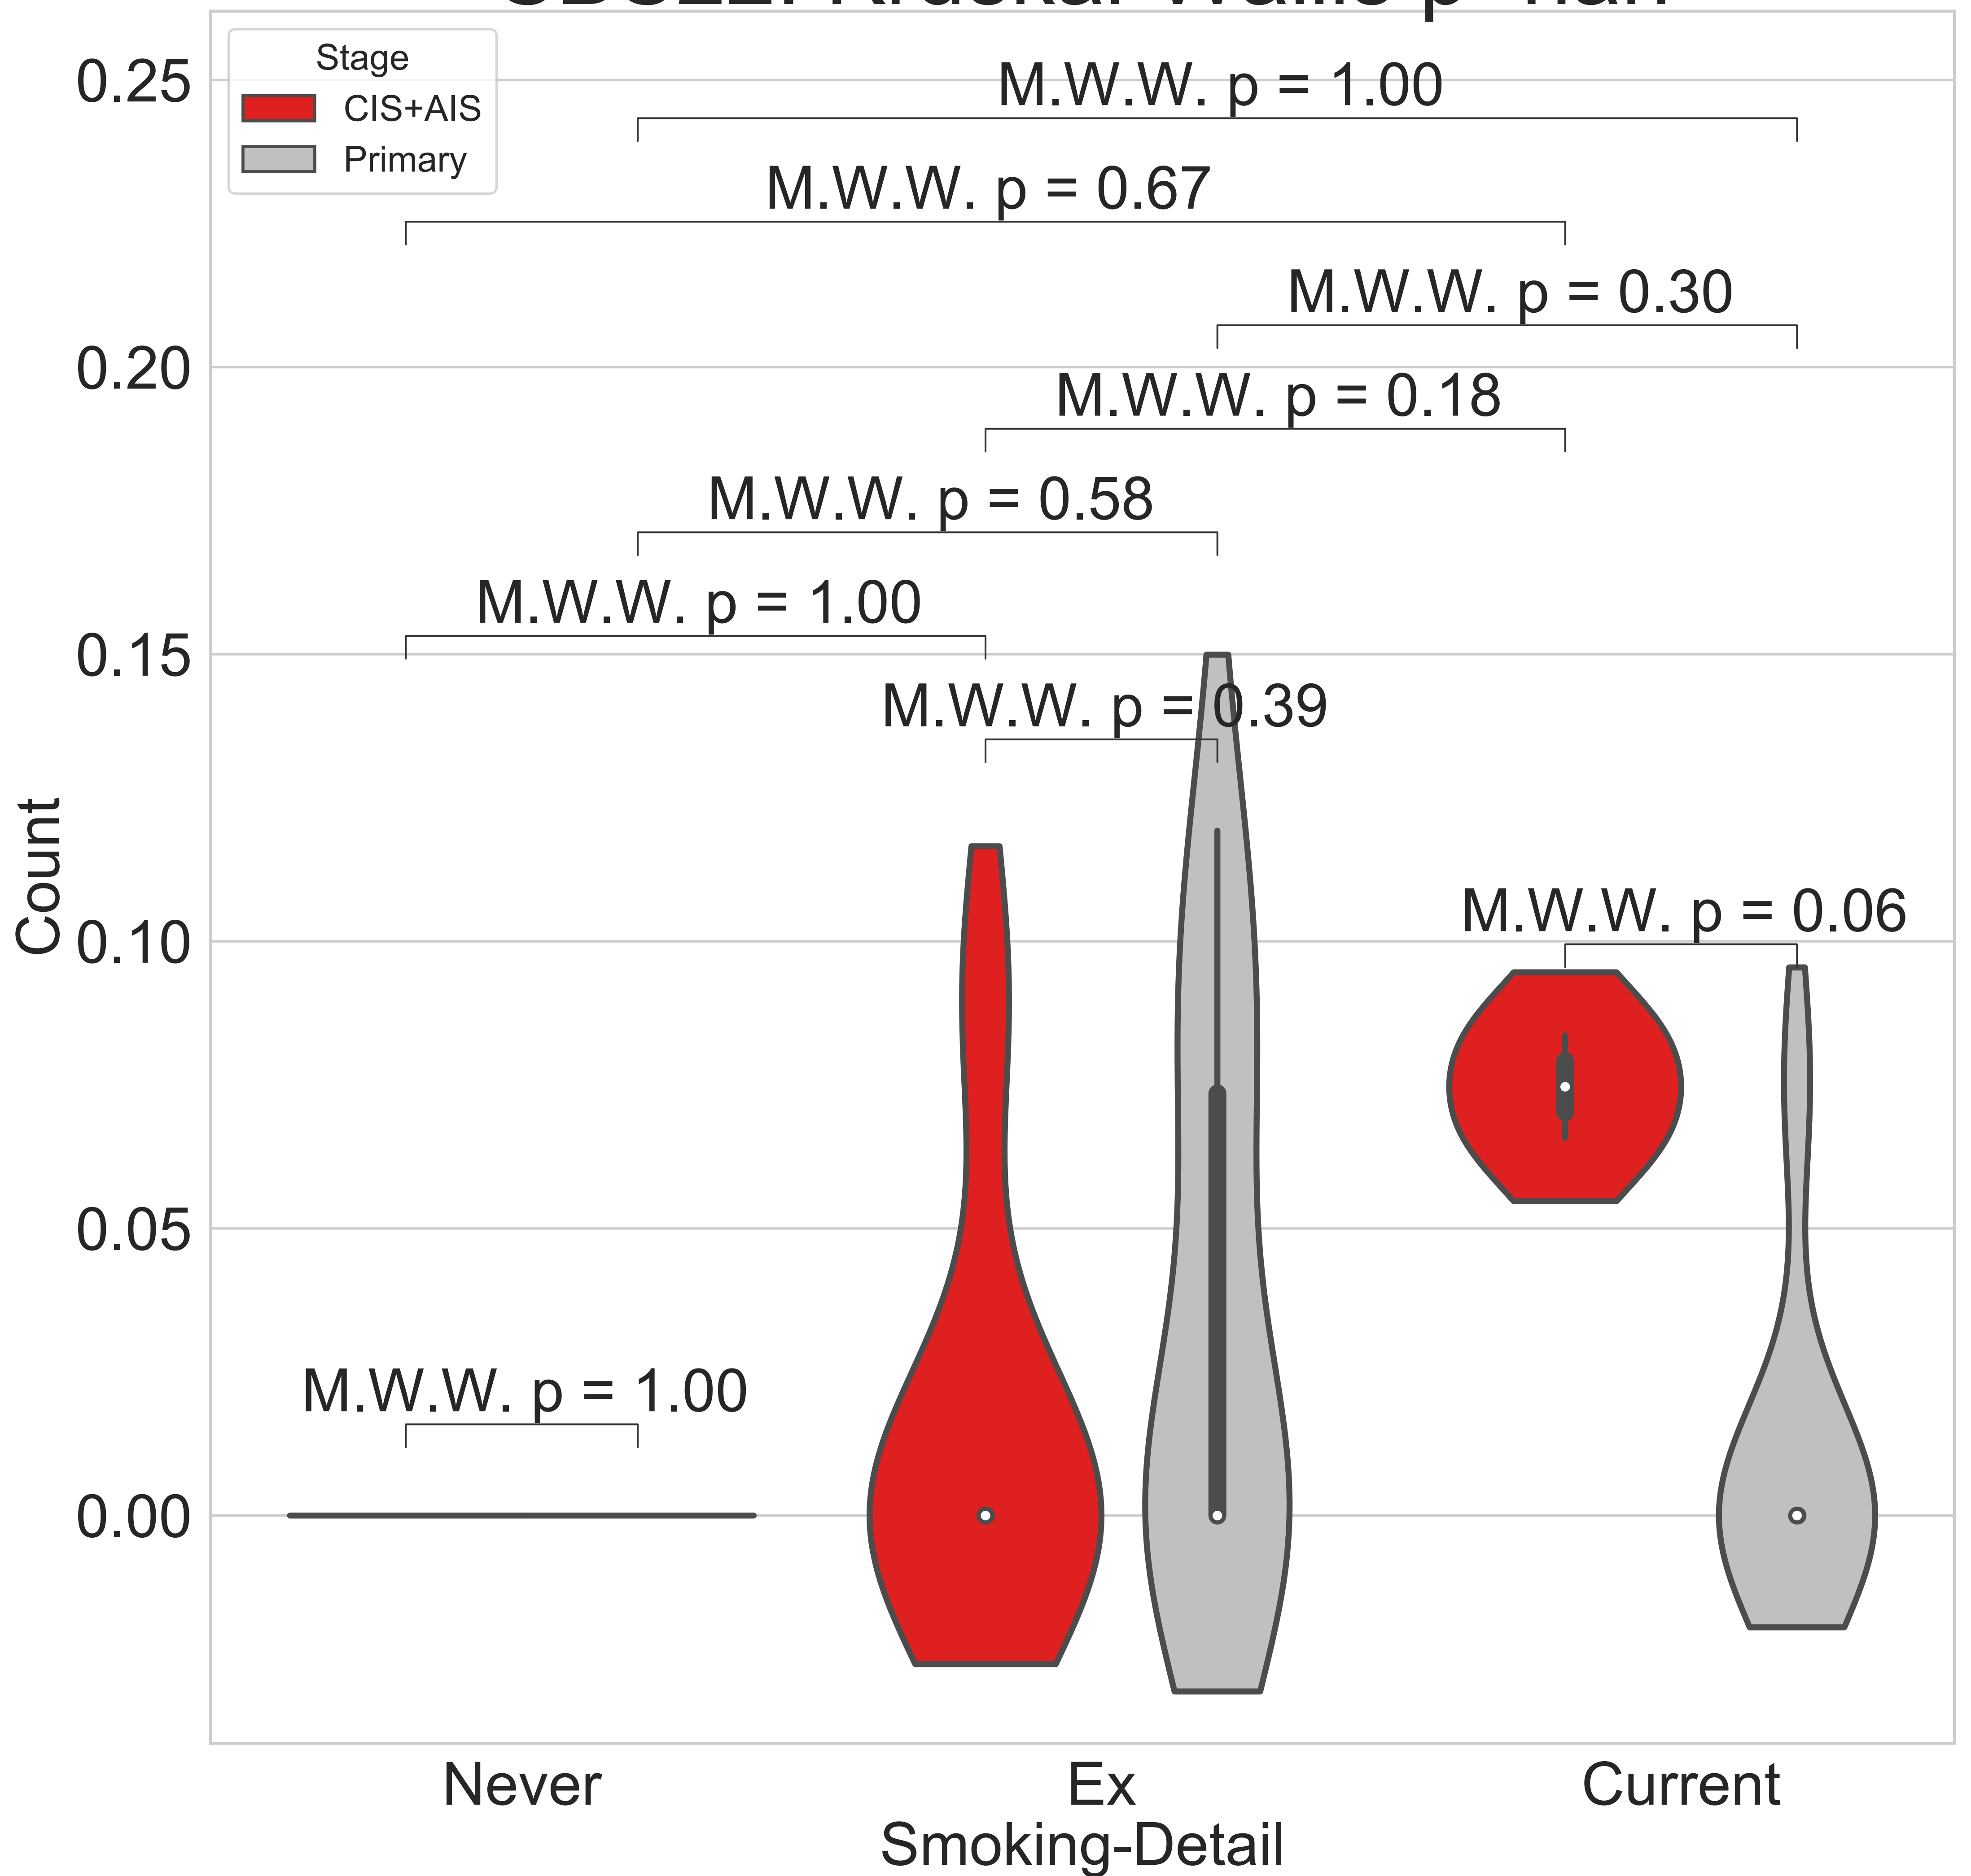 Stage
CIS+AIS
Primary
M.W.W. p = 1.00
M.W.W. p = 0.67
M.W.W. p = 0.30
M.W.W. p = 0.18
M.W.W. p = 0.58
M.W.W. p = 1.00
M.W.W. p = 0.39
M.W.W. p = 0.06
M.W.W. p = 1.00
0.25
0.20
0.15
0.10
0.05
0.00
Count
Never
Ex
Current
Smoking-Detail